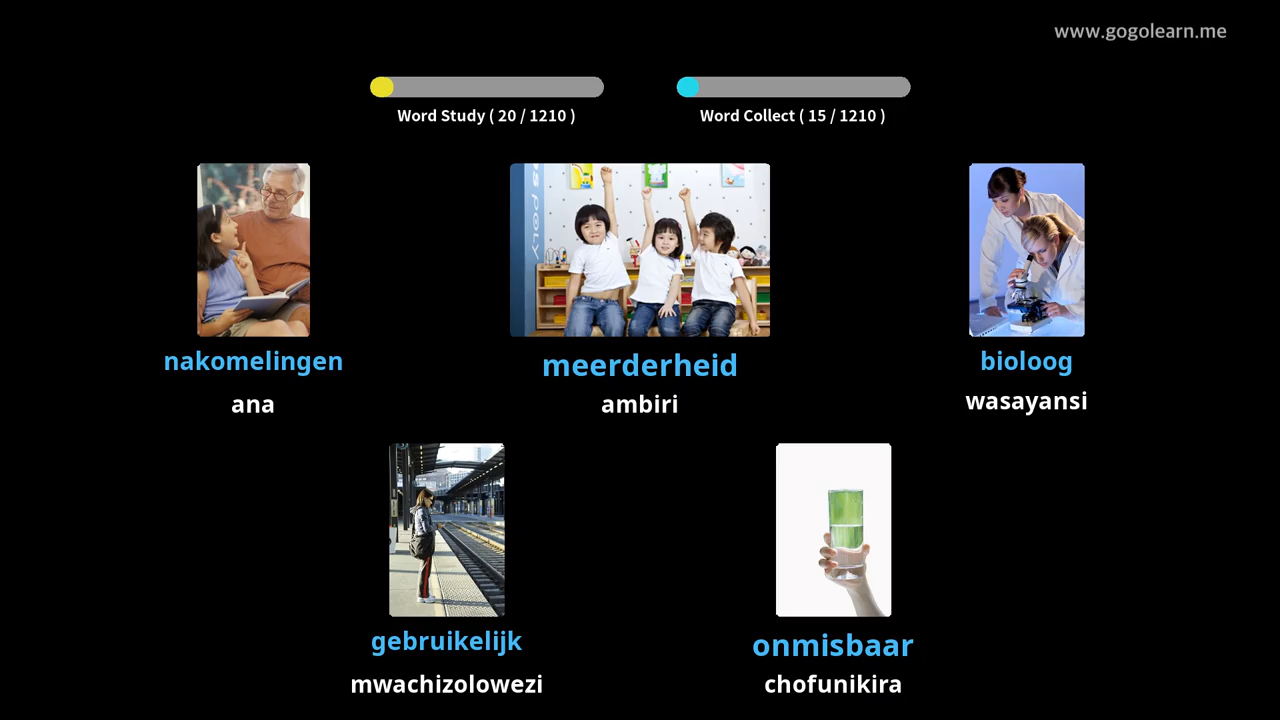 www.gogolearn.me
Word Study ( 20 / 1210 )
Word Collect ( 15 / 1210 )
nakomelingen
ana
meerderheid
ambiri
bioloog
wasayansi
gebruikelijk
mwachizolowezi
onmisbaar
chofunikira